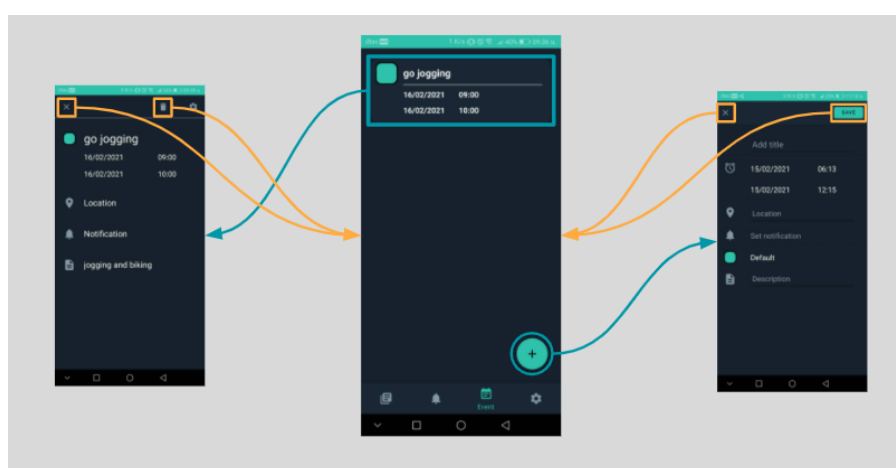 go jogging
16/02/2021 09:00
16/02/2021 10:00
Location
Notification
jogging and biking
go jogging
16/02/2021 09:00
16/02/2021 10:00
Event
SAVE
Add title
15/02/2021 06:13
15/02/2021 12:15
Location
Set notification
Default
Description